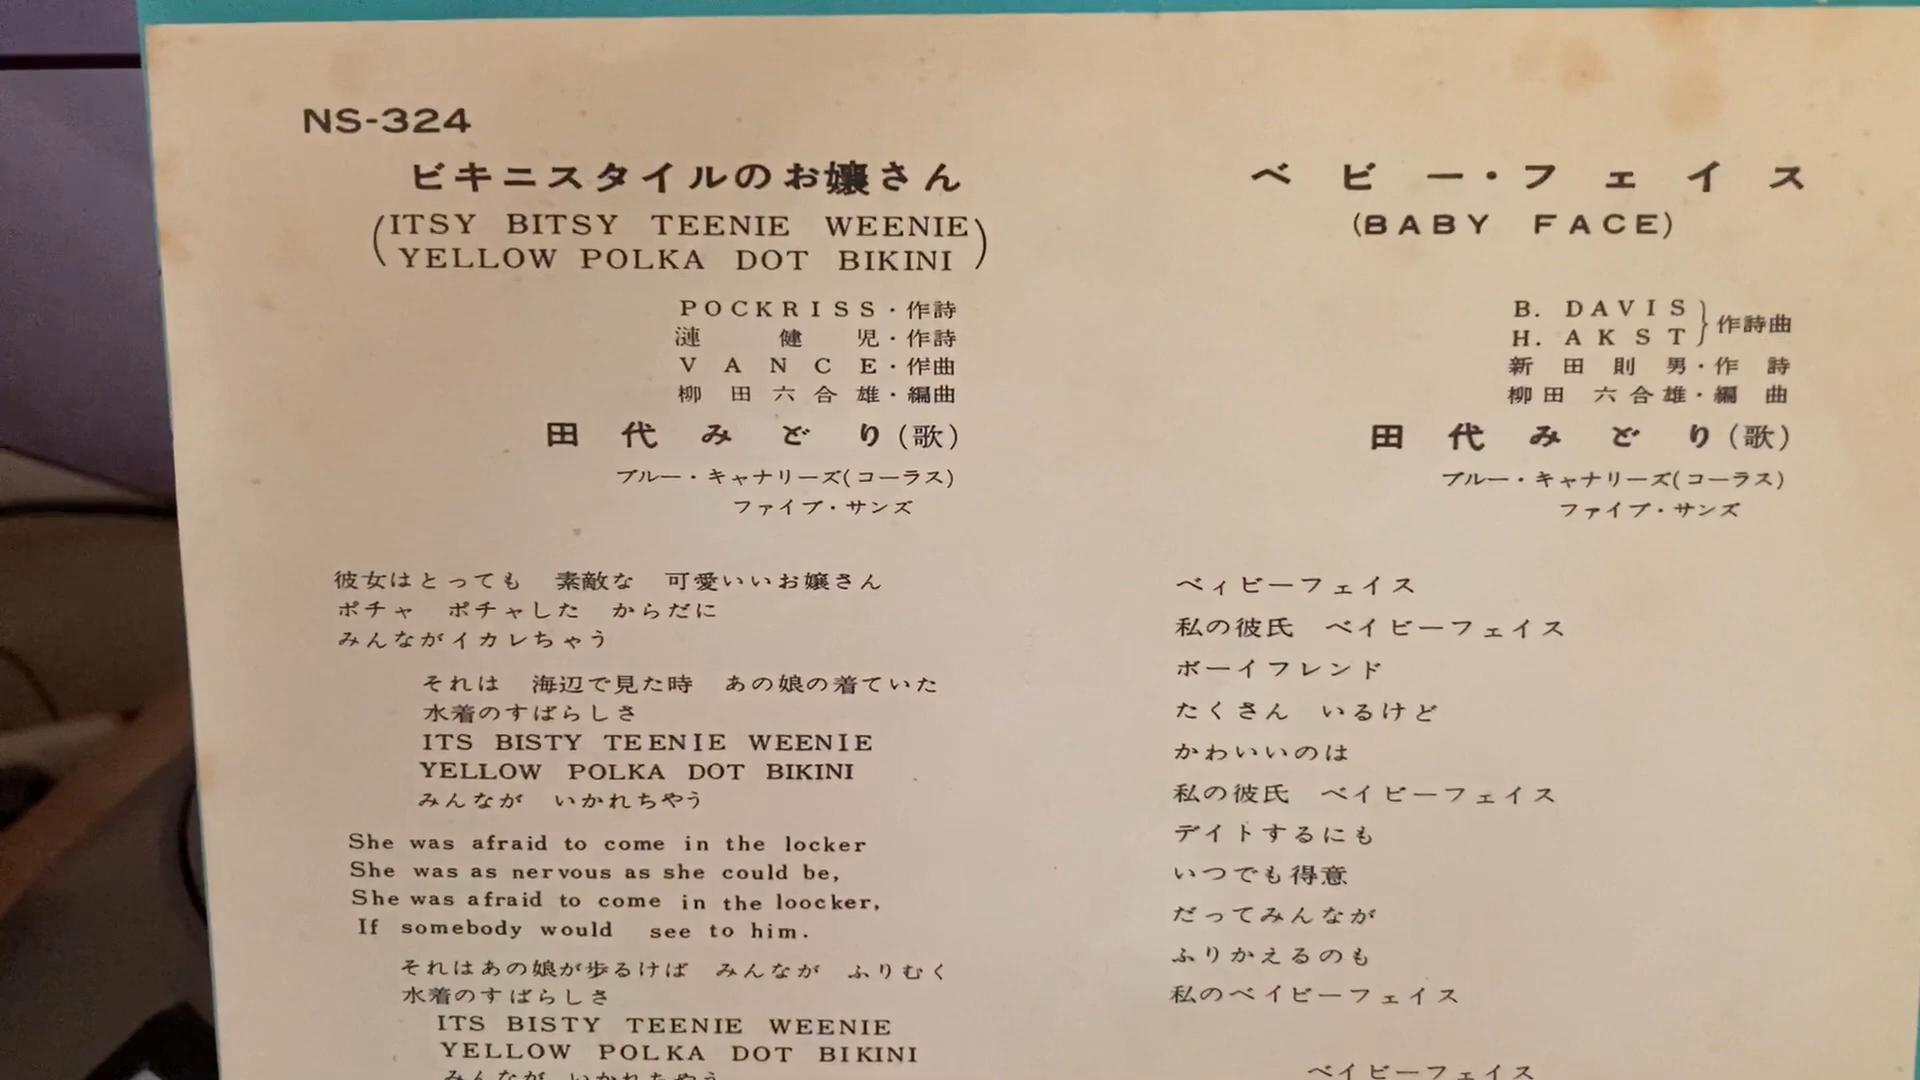 NS-324
ビキニスタイルのお嬢さん
(ITSY BITSY TEENIE WEENIE
YELLOW POLKA DOT BIKINI)
POCKRISS・作詩
漣健児・作詩
VANCE・作曲
柳田六合雄・編曲
田代みどり(歌)
ブルー・キャナリーズ(コーラス)
ファイブ・サンズ
彼女はとっても 素敵な 可愛いいお嬢さん
ポチャ ポチャした からだに
みんながイカレちゃう
それは 海辺で見た時 あの娘の着ていた
水着のすばらしさ
ITS BISTY TEENIE WEENIE
YELLOW POLKA DOT BIKINI
みんなが いかれちやう
She was afraid to come in the locker
She was as nervous as she could be,
She was afraid to come in the loocker,
If somebody would see to him.
それはあの娘が歩るけば みんなが ふりむく
水着のすばらしさ
ITS BISTY TEENIE WEENIE
YELLOW POLKA DOT BIKINI
みんなが いかれちやう
ベビー・フェイス
(BABY FACE)
B. DAVIS
H. AKST}作詩曲
新田則男・作詩
柳田六合雄・編曲
田代みどり(歌)
ブルー・キャナリーズ(コーラス)
ファイブ・サンズ
ベィビーフェイス
私の彼氏 ベイビーフェイス
ボーイフレンド
たくさん いるけど
かわいいのは
私の彼氏 ベイビーフェイス
デイトするにも
いつでも得意
だってみんなが
ふりかえるのも
私のベイビーフェイス
ベイビーフェイス